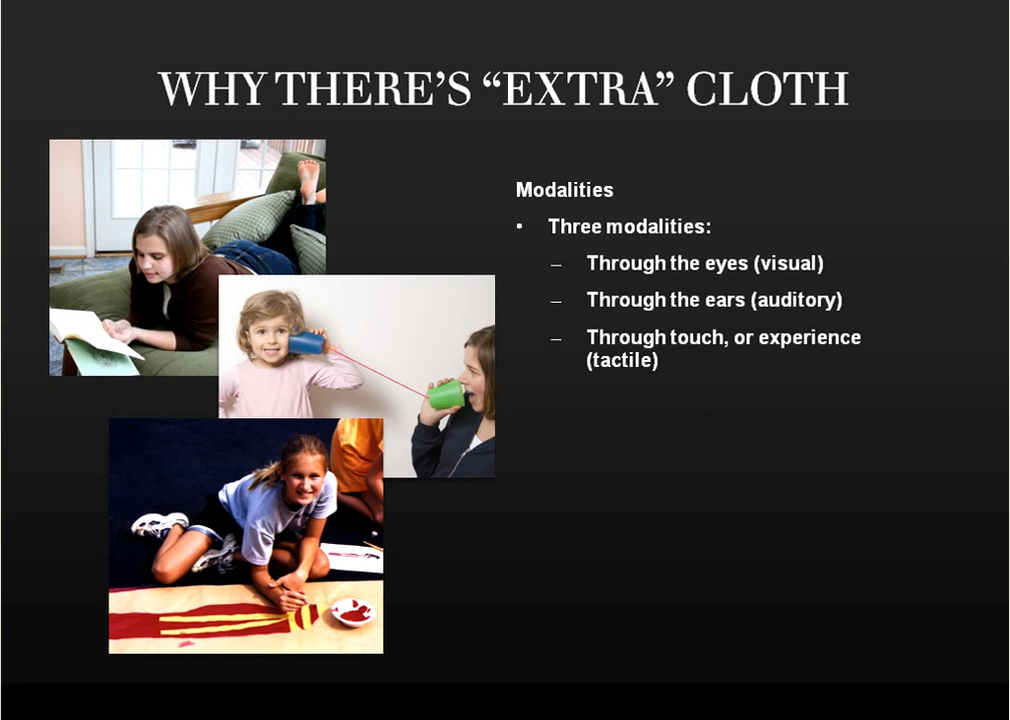 WHY THERE’S “EXTRA” CLOTH
Modalities
• Three modalities:
– Through the eyes (visual)
– Through the ears (auditory)
– Through touch, or experience
(tactile)